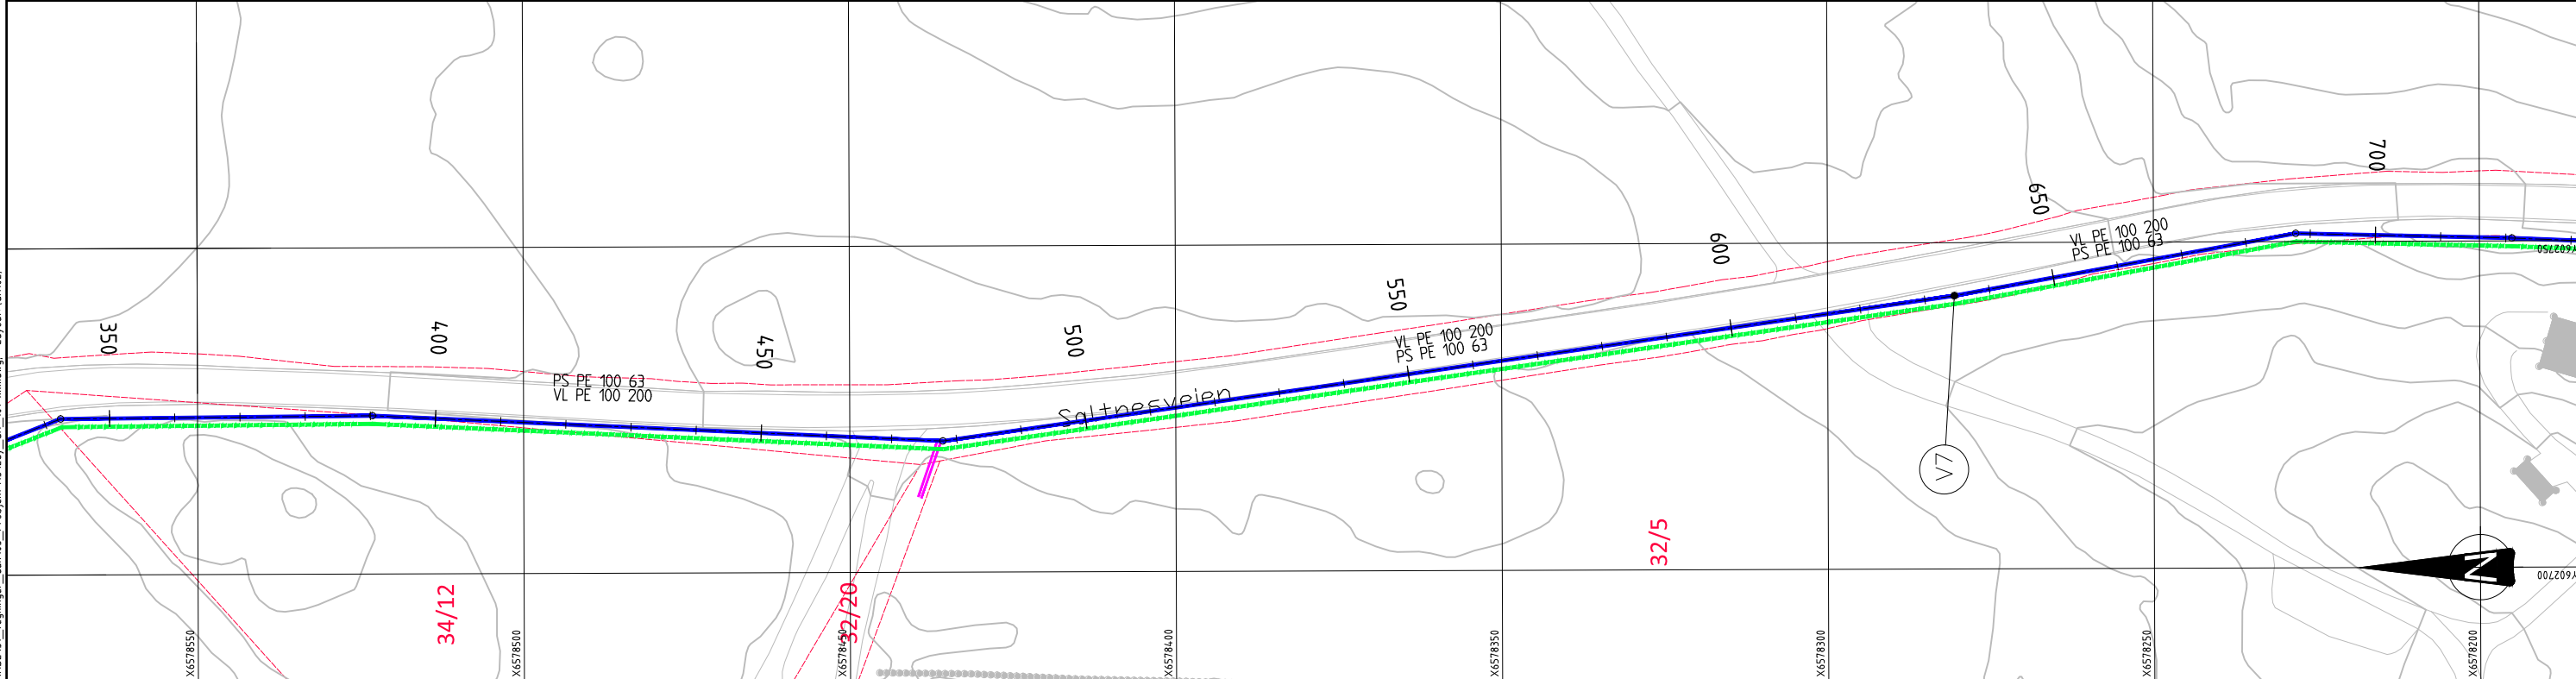 350
400
450
500
550
600
650
700
PS PE 100 63
VL PE 100 200
VL PE 100 200
PS PE 100 63
VL PE 100 200
PS PE 100 63
Saltnesveien
Y602750
V7
32/5
34/12
32/20
N
Y602700
X6578550
X6578500
X6578450
X6578400
X6578350
X6578300
X6578250
X6578200